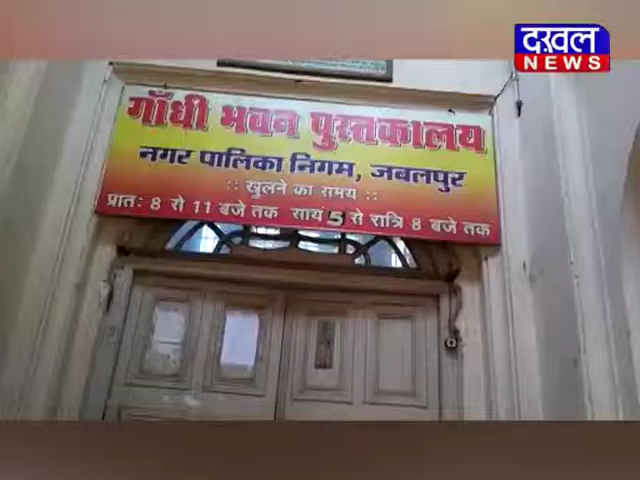 दखल
NEWS
गाँधी भवन पुस्तकालय
नगर पालिका निगम, जबलपुर
:: खुलने का समय ::
प्रातः 8 से 11 बजे तक सायं 5 से रात्रि 8 बजे तक